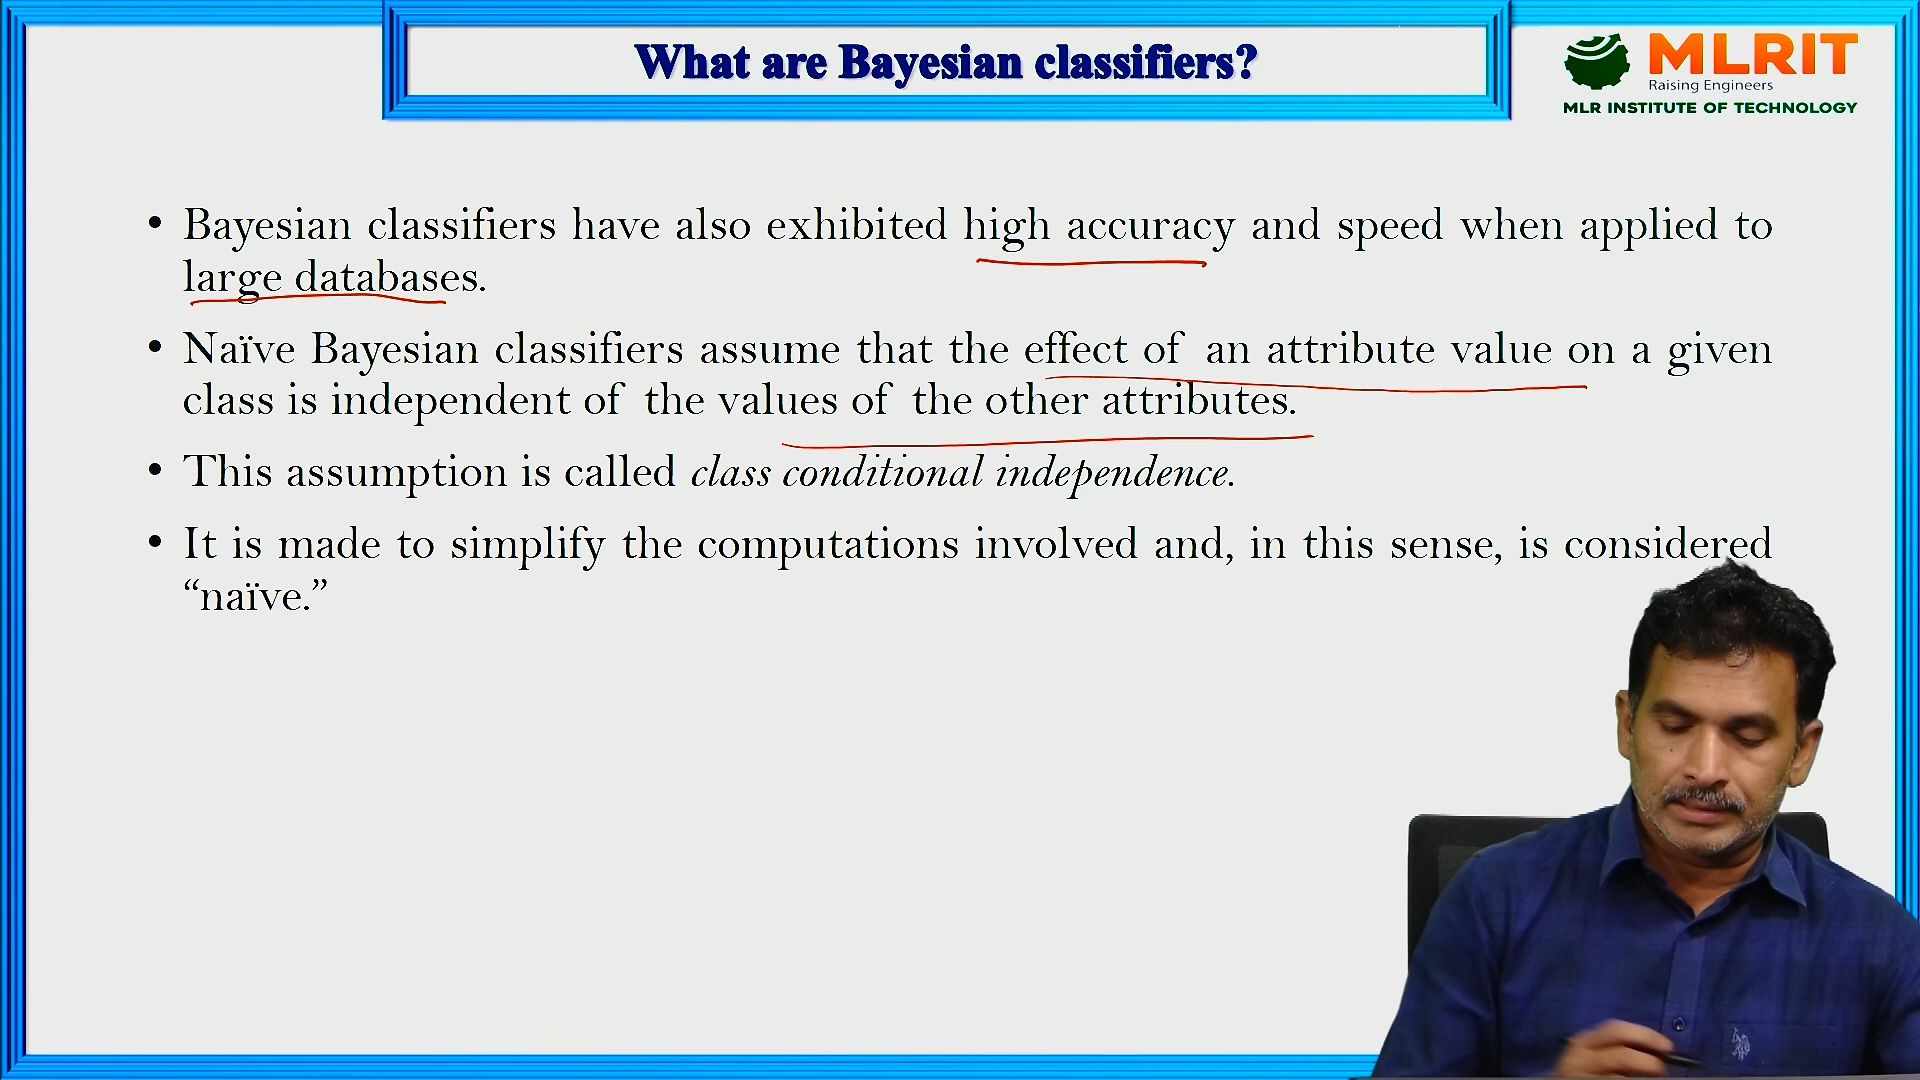 What are Bayesian classifiers?
MLRIT
Raising Engineers
MLR INSTITUTE OF TECHNOLOGY
• Bayesian classifiers have also exhibited high accuracy and speed when applied to
large databases.
• Naïve Bayesian classifiers assume that the effect of an attribute value on a given
class is independent of the values of the other attributes.
• This assumption is called class conditional independence.
• It is made to simplify the computations involved and, in this sense, is considered
“naïve.”